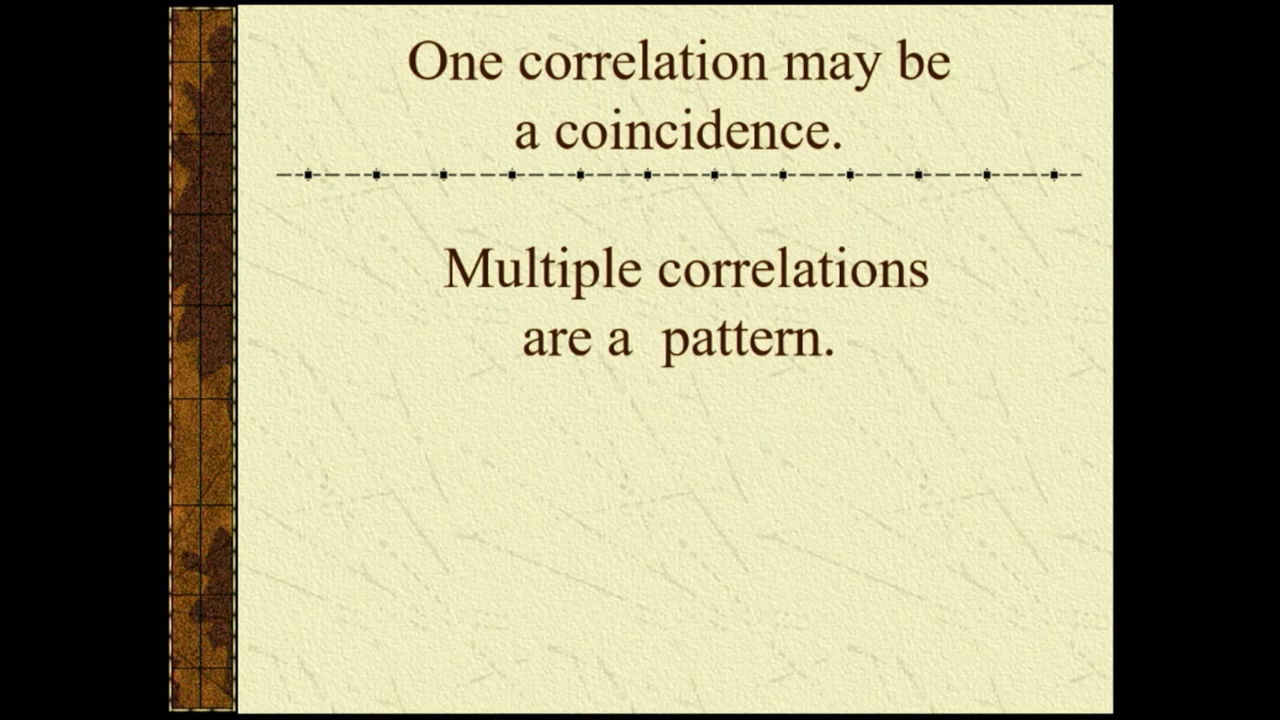 One correlation may be
a coincidence.
Multiple correlations
are a  pattern.